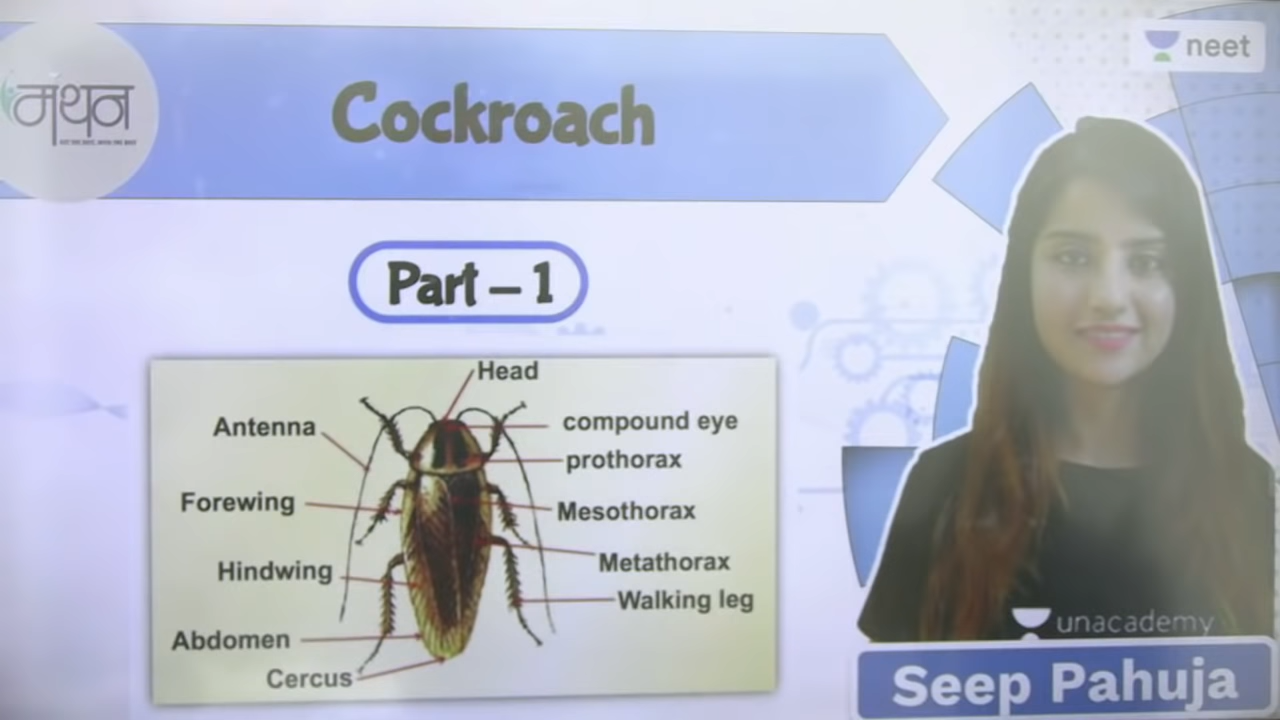 मंथन
Cockroach
neet
Part – 1
Head
Antenna
compound eye
prothorax
Forewing
Mesothorax
Hindwing
Metathorax
Walking leg
Abdomen
Cercus
unacademy
Seep Pahuja